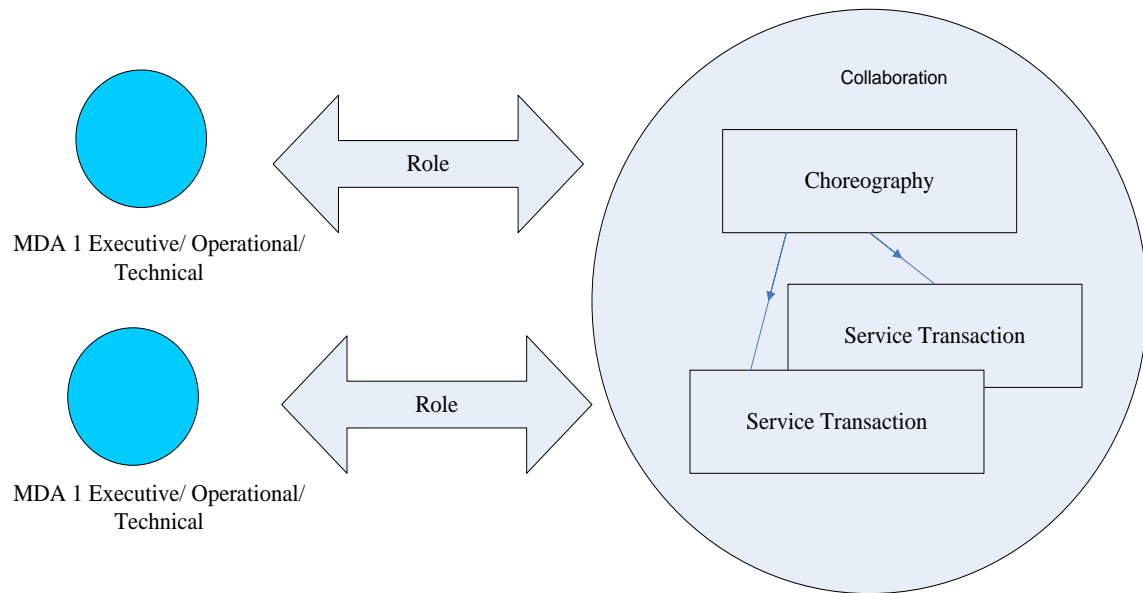 Collaboration
Role
Choreography
MDA 1 Executive/ Operational/
Technical
Service Transaction
Role
Service Transaction
MDA 1 Executive/ Operational/
Technical